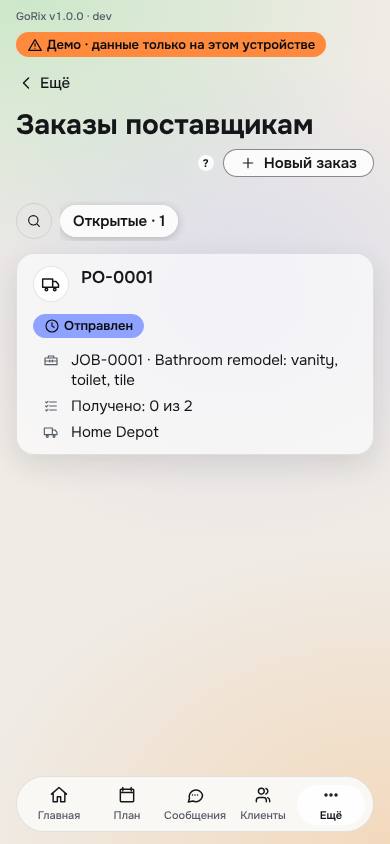 GoRix v1.0.0 · dev
Демо · данные только на этом устройстве
Ещё
Заказы поставщикам
?
Новый заказ
Открытые · 1
PO-0001
Отправлен
JOB-0001 · Bathroom remodel: vanity,
toilet, tile
Получено: 0 из 2
Home Depot
Главная
План
Сообщения
Клиенты
Ещё